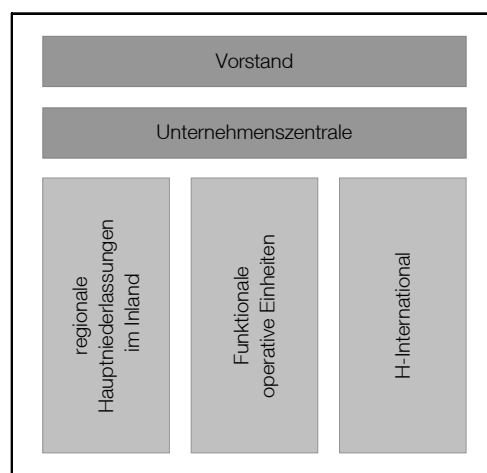 Vorstand
Unternehmenszentrale
regionale
Hauptniederlassungen
im Inland
Funktionale
operative Einheiten
H-International